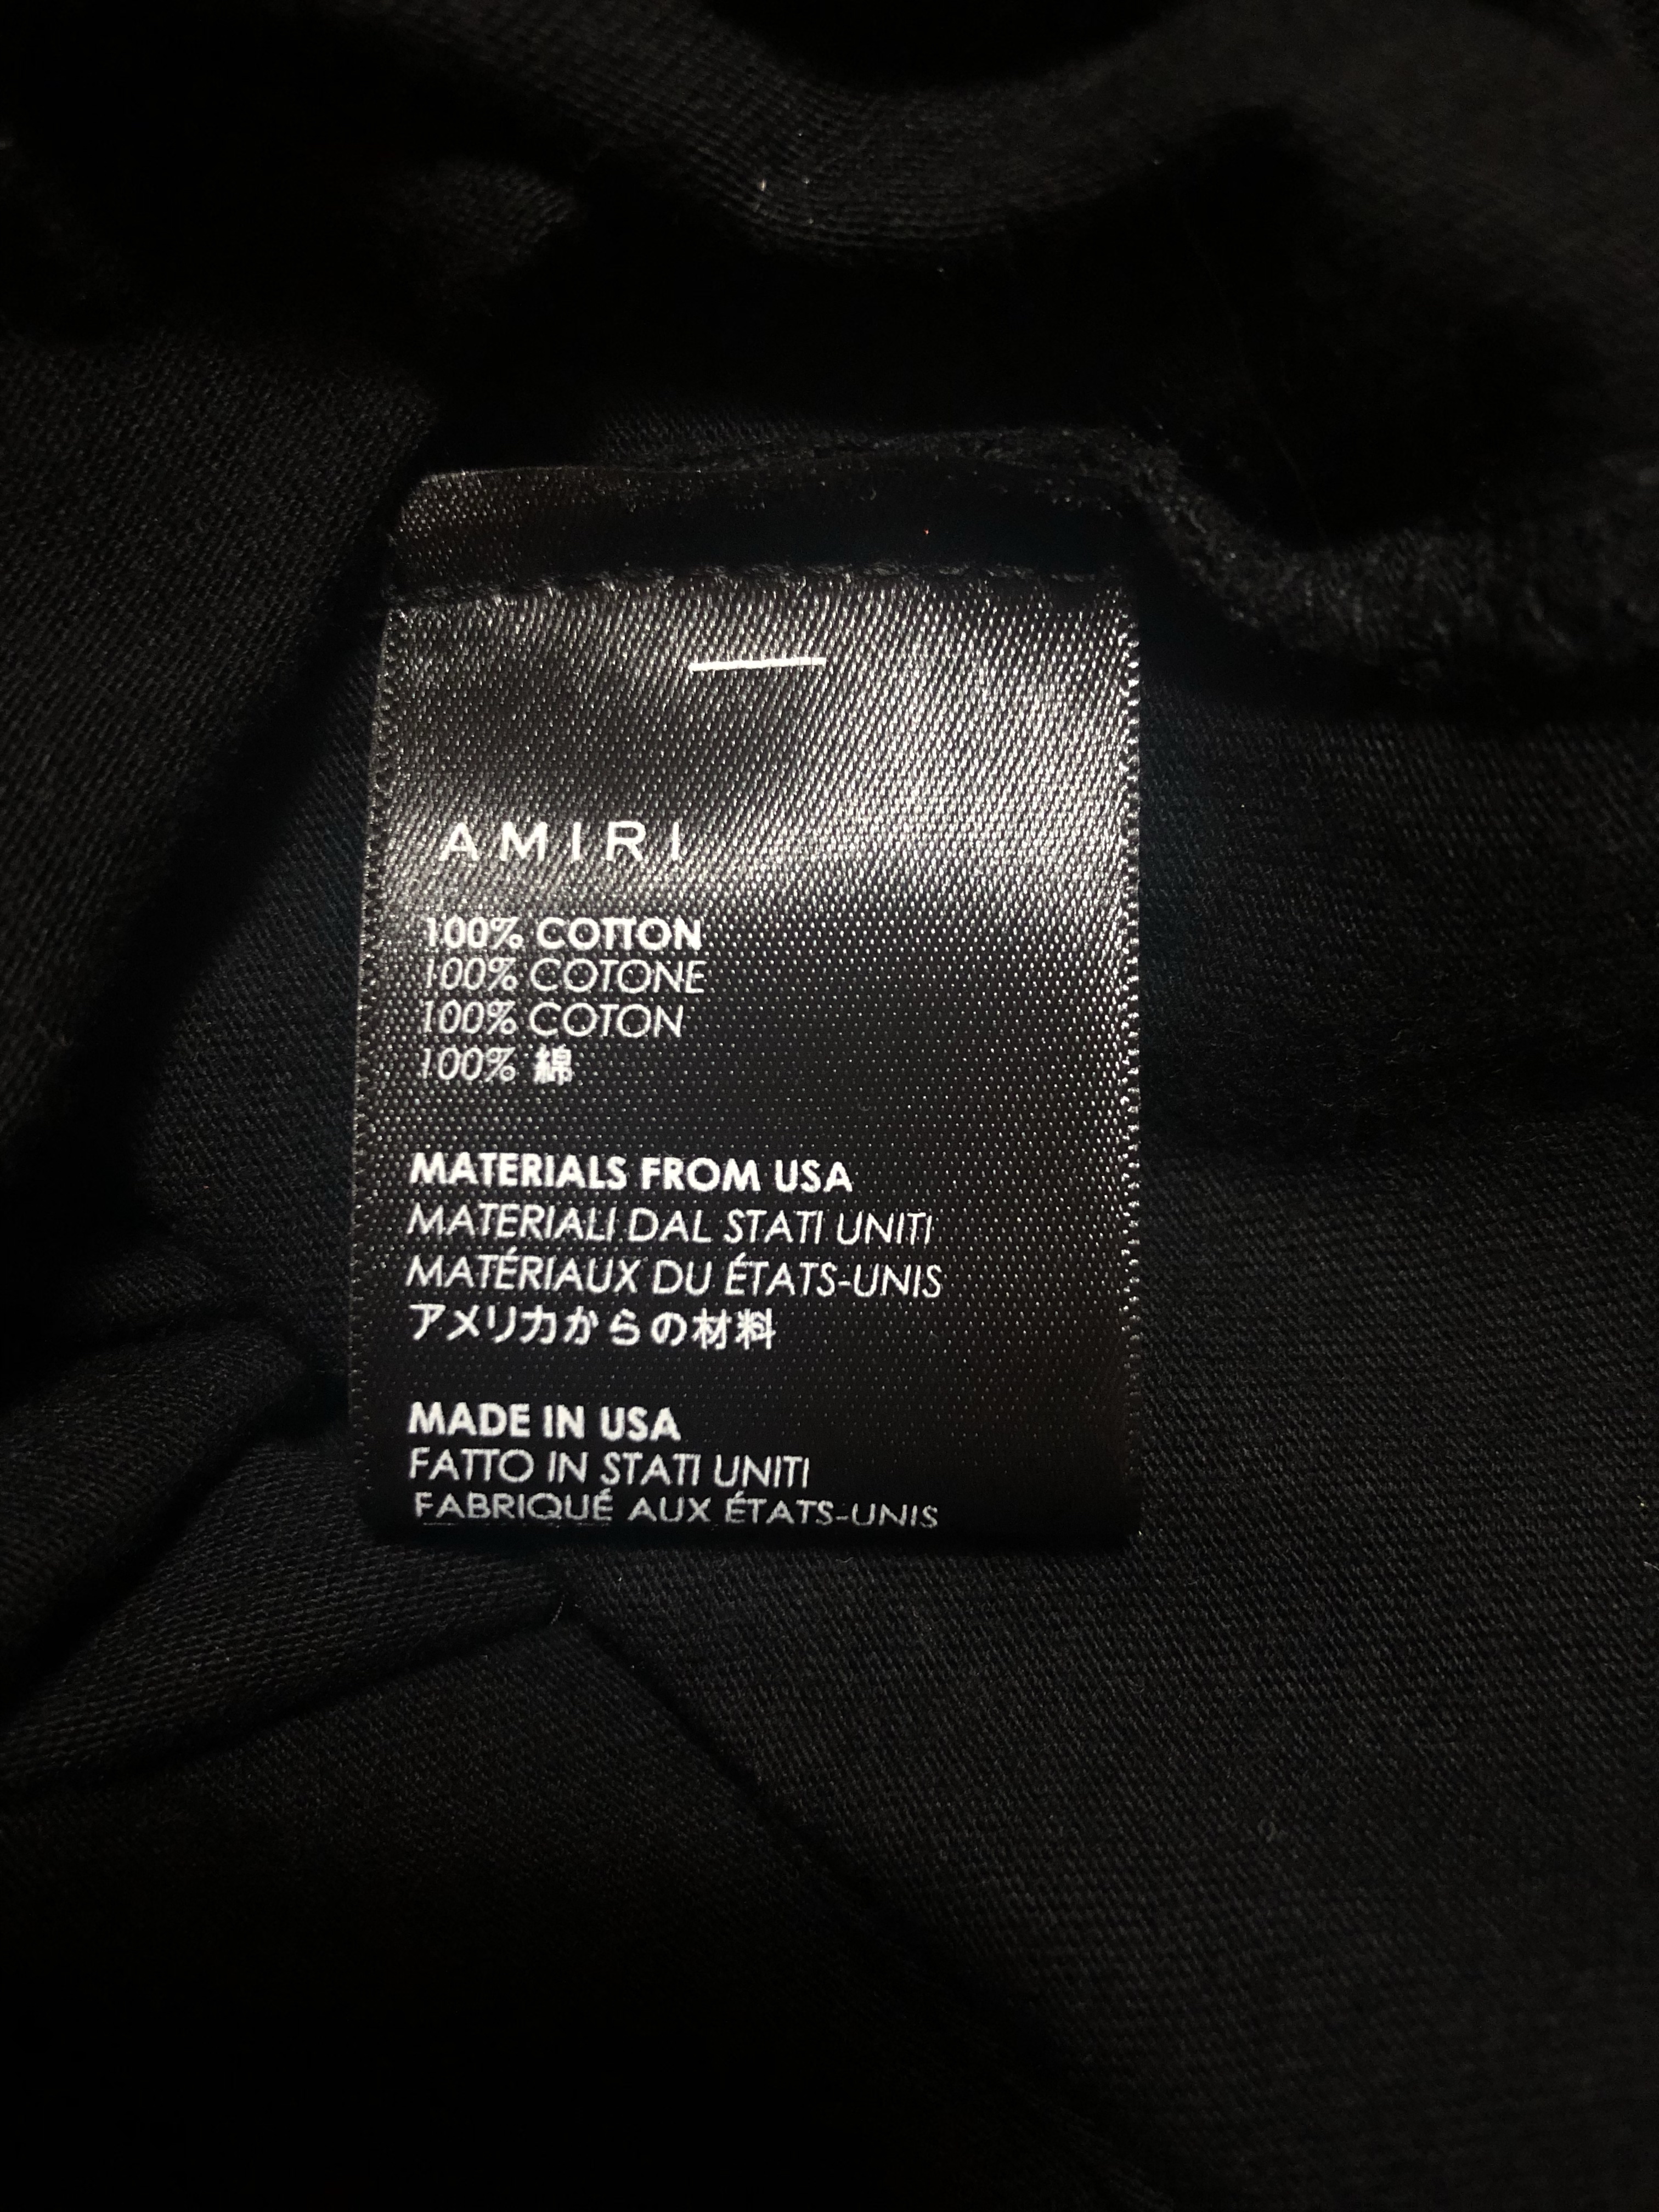 AMIRI
100% COTTON
100% COTONE
100% COTON
100% 綿
MATERIALS FROM USA
MATERIALI DAL STATI UNITI
MATÉRIAUX DU ÉTATS-UNIS
アメリカからの材料
MADE IN USA
FATTO IN STATI UNITI
FABRIQUÉ AUX ÉTATS-UNIS